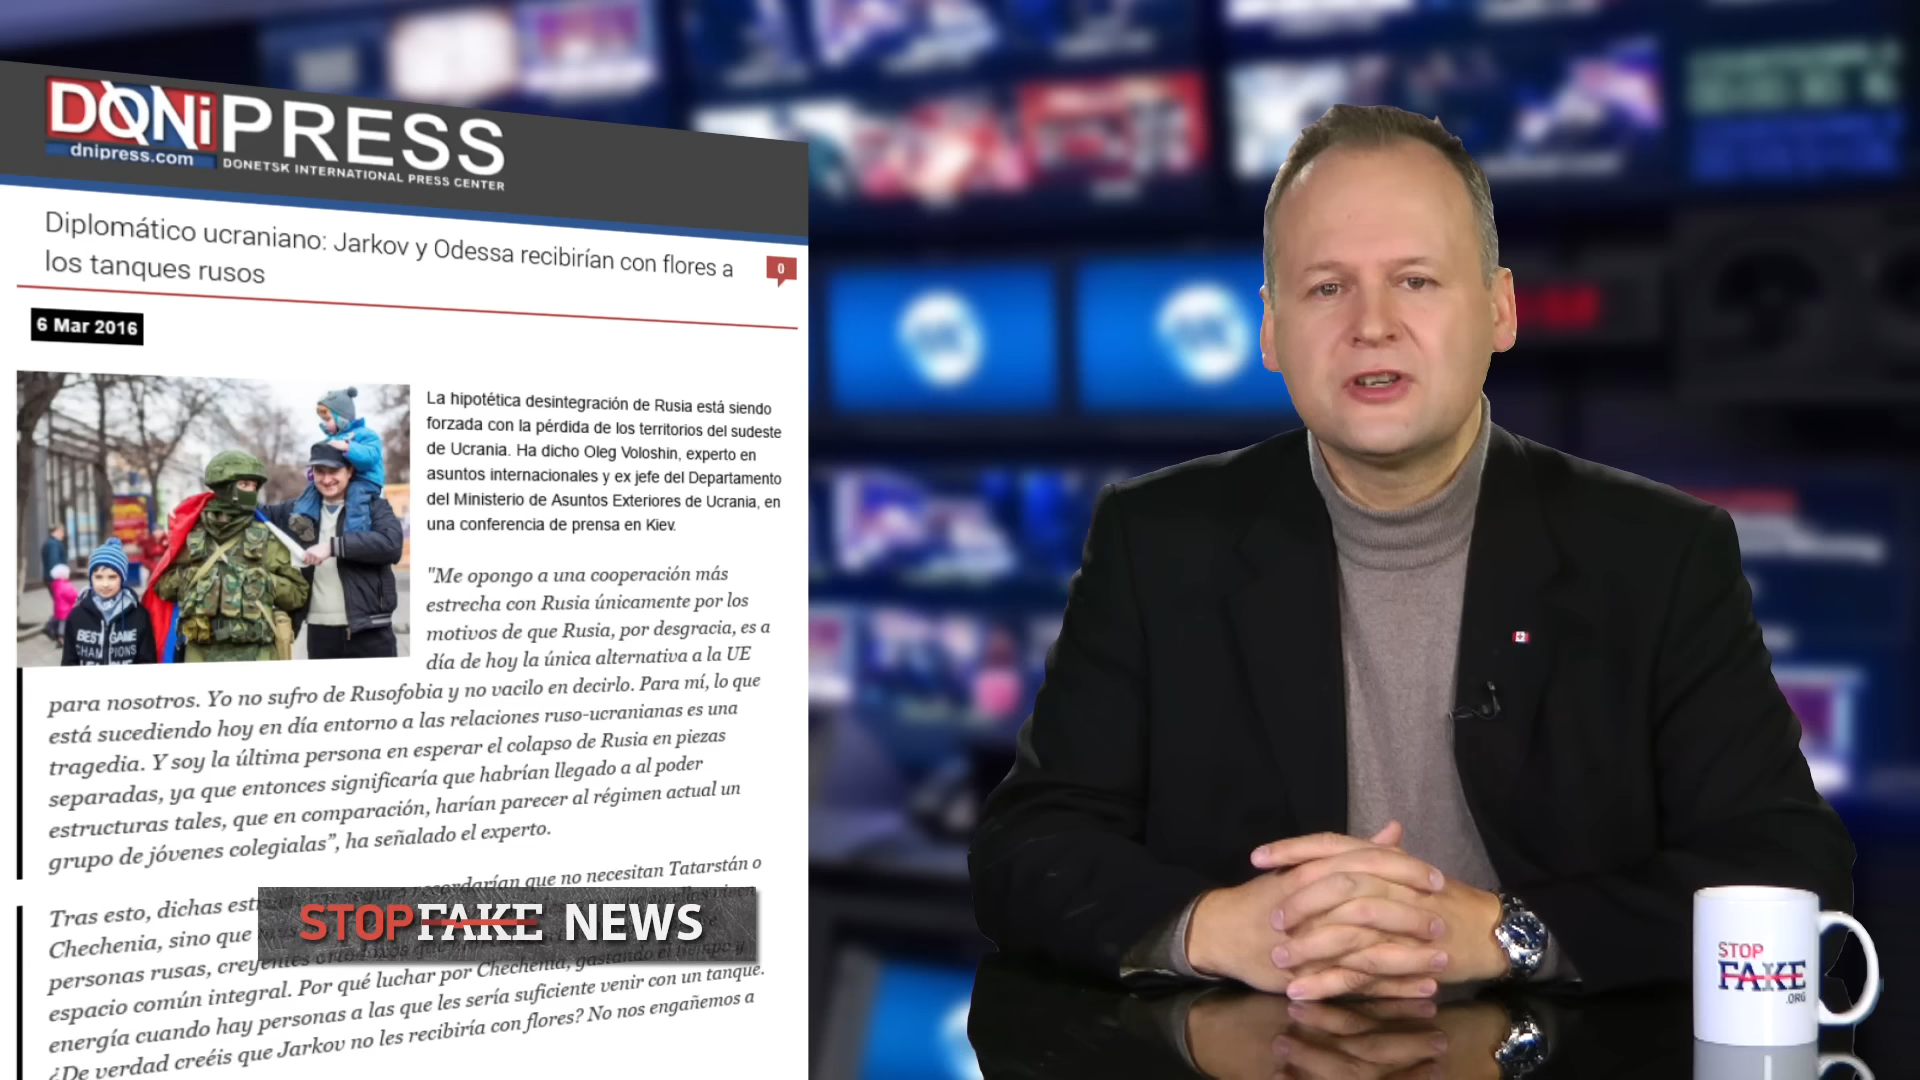 DONiPRESS
dnipress.com
DONETSK INTERNATIONAL PRESS CENTER
Diplomático ucraniano: Jarkov y Odessa recibirían con flores a
los tanques rusos
0
6 Mar 2016
La hipotética desintegración de Rusia está siendo
forzada con la pérdida de los territorios del sudeste
de Ucrania. Ha dicho Oleg Voloshin, experto en
asuntos internacionales y ex jefe del Departamento
del Ministerio de Asuntos Exteriores de Ucrania, en
una conferencia de prensa en Kiev.
"Me opongo a una cooperación más
estrecha con Rusia únicamente por los
motivos de que Rusia, por desgracia, es a
día de hoy la única alternativa a la UE
para nosotros. Yo no sufro de Rusofobia y no vacilo en decirlo. Para mí, lo que
está sucediendo hoy en día entorno a las relaciones ruso-ucranianas es una
tragedia. Y soy la última persona en esperar el colapso de Rusia en piezas
separadas, ya que entonces significaría que habrían llegado a al poder
estructuras tales, que en comparación, harían parecer al régimen actual un
grupo de jóvenes colegialas”, ha señalado el experto.
Tras esto, dichas recordarían que no necesitan Tatarstán o
Chechenia, sino que
personas rusas, creyentes
espacio común integral. Por qué luchar por Chechenia, gastando el tiempo y
energía cuando hay personas a las que les sería suficiente venir con un tanque.
¿De verdad creéis que Jarkov no les recibiría con flores? No nos engañemos a
BEST GAME
CHAMPIONS
STOPFAKE NEWS
STOP
FAKE
.ORG